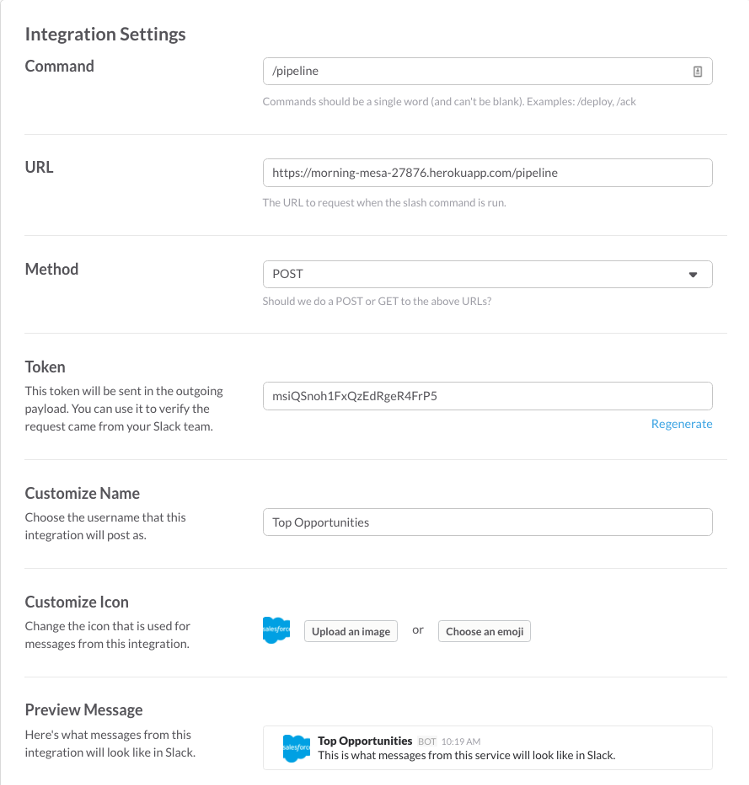 Integration Settings
Command
/pipeline
Commands should be a single word (and can't be blank). Examples: /deploy, /ack
URL
https://morning-mesa-27876.herokuapp.com/pipeline
The URL to request when the slash command is run.
Method
POST
Should we do a POST or GET to the above URLs?
Token
This token will be sent in the outgoing
payload. You can use it to verify the
request came from your Slack team.
msiQSnoh1FxQzEdRgeR4FrP5
Regenerate
Customize Name
Choose the username that this
integration will post as.
Top Opportunities
Customize Icon
Change the icon that is used for
messages from this integration.
salesforce
Upload an image
or
Choose an emoji
Preview Message
Here's what messages from this
integration will look like in Slack.
salesforce
Top Opportunities BOT 10:19 AM
This is what messages from this service will look like in Slack.